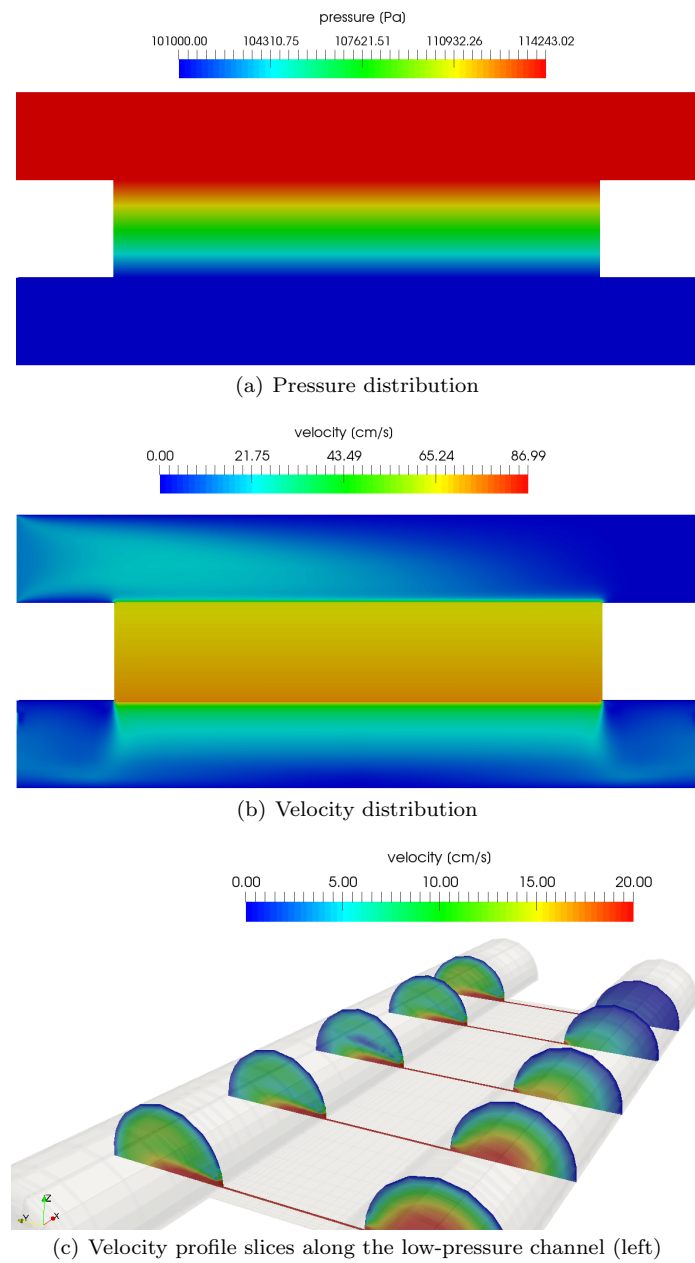 pressure (Pa)
101000.00 104310.75 107621.51 110932.26 114243.02
(a) Pressure distribution
velocity (cm/s)
0.00 21.75 43.49 65.24 86.99
(b) Velocity distribution
velocity (cm/s)
0.00 5.00 10.00 15.00 20.00
Z
Y X
(c) Velocity profile slices along the low-pressure channel (left)